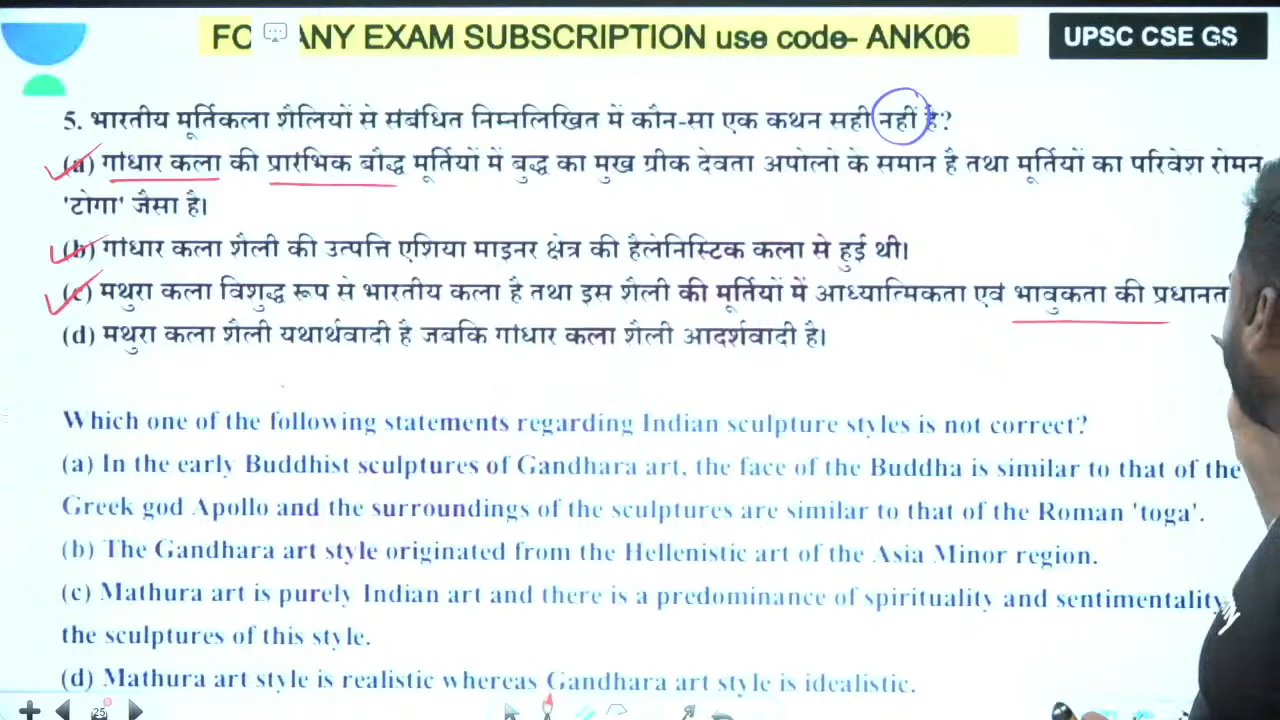 FO ANY EXAM SUBSCRIPTION use code- ANK06
UPSC CSE GS
5. भारतीय मूर्तिकला शैलियों से संबंधित निम्नलिखित में कौन-सा एक कथन सही नहीं है?
(a) गांधार कला की प्रारंभिक बौद्ध मूर्तियों में बुद्ध का मुख ग्रीक देवता अपोलो के समान है तथा मूर्तियों का परिवेश रोमन
'टोगा' जैसा है।
(b) गांधार कला शैली की उत्पत्ति एशिया माइनर क्षेत्र की हैलेनिस्टिक कला से हुई थी।
(c) मथुरा कला विशुद्ध रूप से भारतीय कला है तथा इस शैली की मूर्तियों में आध्यात्मिकता एवं भावुकता की
(d) मथुरा कला शैली यथार्थवादी है जबकि गांधार कला शैली आदर्शवादी है।
Which one of the following statements regarding Indian sculpture styles is not correct?
(a) In the early Buddhist sculptures of Gandhara art, the face of the Buddha is similar to that of the
Greek god Apollo and the surroundings of the sculptures are similar to that of the Roman 'toga'.
(b) The Gandhara art style originated from the Hellenistic art of the Asia Minor region.
(c) Mathura art is purely Indian art and there is a predominance of spirituality and sentimentality
the sculptures of this style.
(d) Mathura art style is realistic whereas Gandhara art style is idealistic.
25